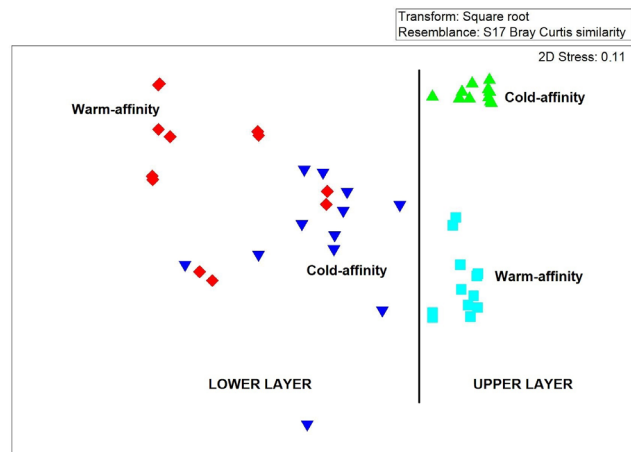 Transform: Square root
Resemblance: S17 Bray Curtis similarity
2D Stress: 0.11
Warm-affinity
Cold-affinity
Cold-affinity
Warm-affinity
LOWER LAYER
UPPER LAYER